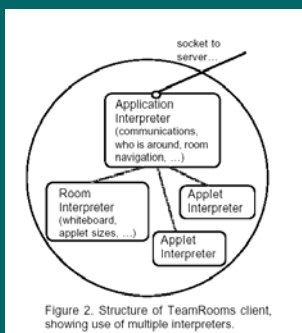 socket to
server...
Application
Interpreter
(communications,
who is around, room
navigation, ...)
Room
Interpreter
(whiteboard,
applet sizes, ...)
Applet
Interpreter
Applet
Interpreter
Figure 2. Structure of TeamRooms client,
showing use of multiple interpreters.